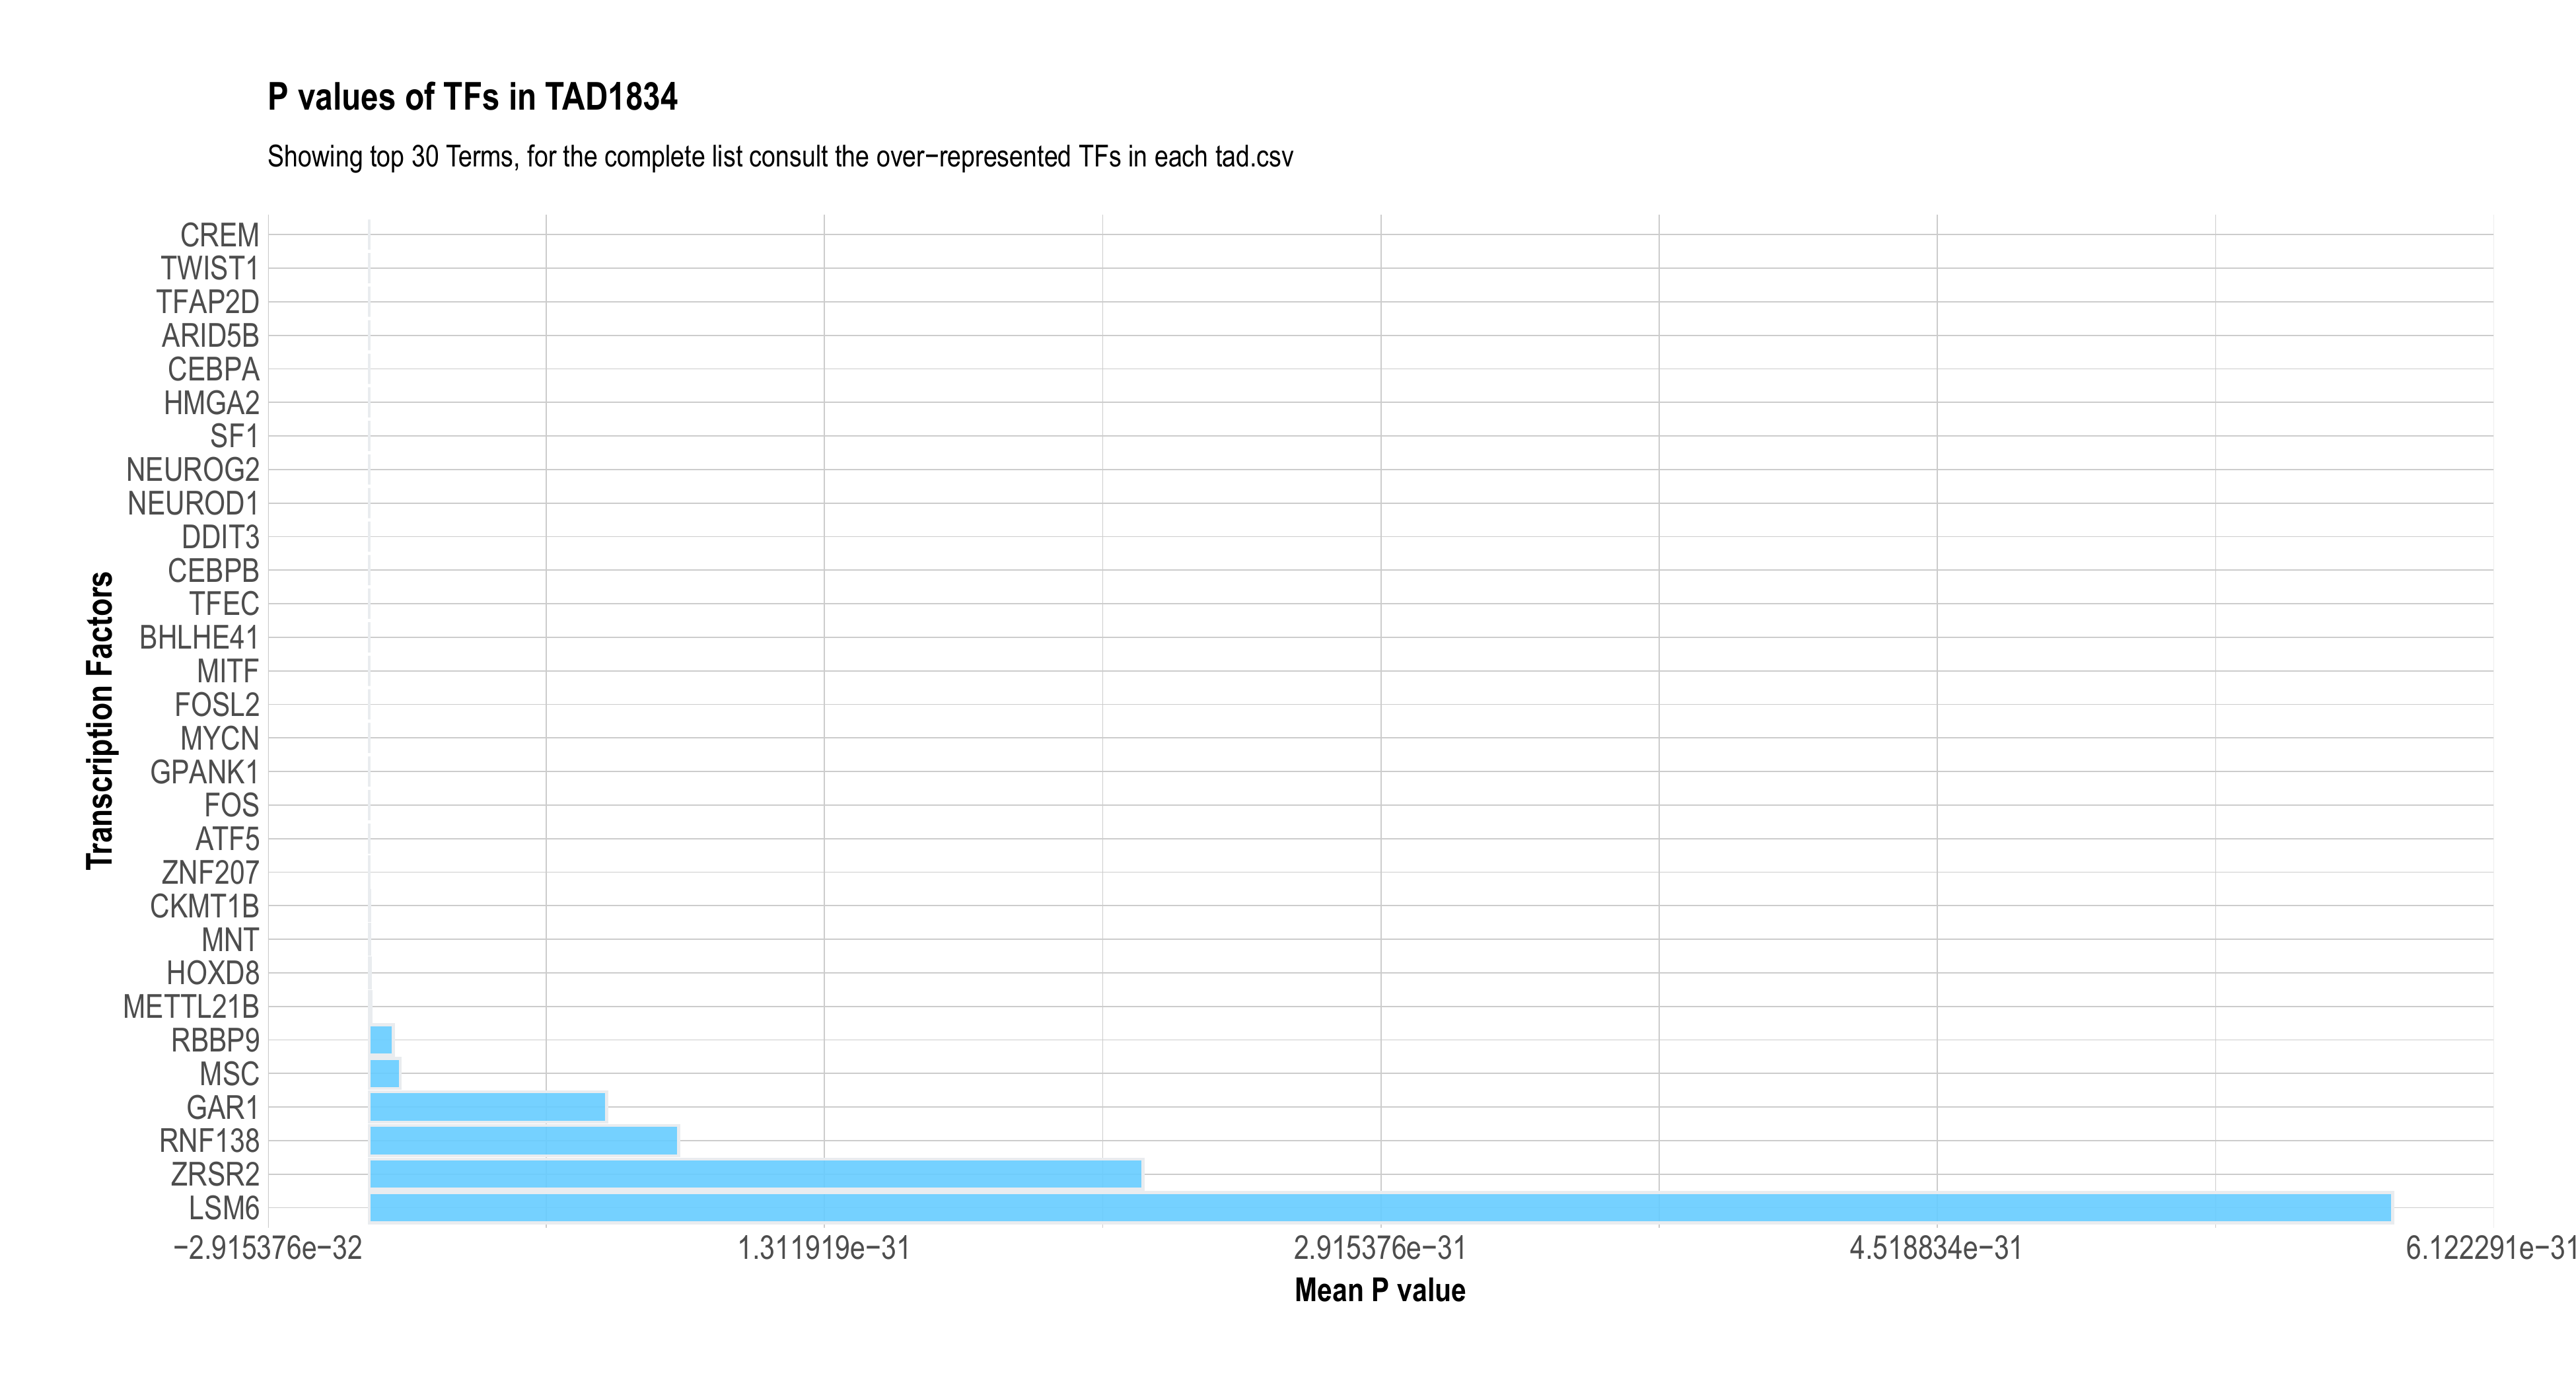 P values of TFs in TAD1834
Showing top 30 Terms, for the complete list consult the over−represented TFs in each tad.csv
Transcription Factors
CREM
TWIST1
TFAP2D
ARID5B
CEBPA
HMGA2
SF1
NEUROG2
NEUROD1
DDIT3
CEBPB
TFEC
BHLHE41
MITF
FOSL2
MYCN
GPANK1
FOS
ATF5
ZNF207
CKMT1B
MNT
HOXD8
METTL21B
RBBP9
MSC
GAR1
RNF138
ZRSR2
LSM6
−2.915376e−32 1.311919e−31 2.915376e−31 4.518834e−31 6.122291e−31
Mean P value